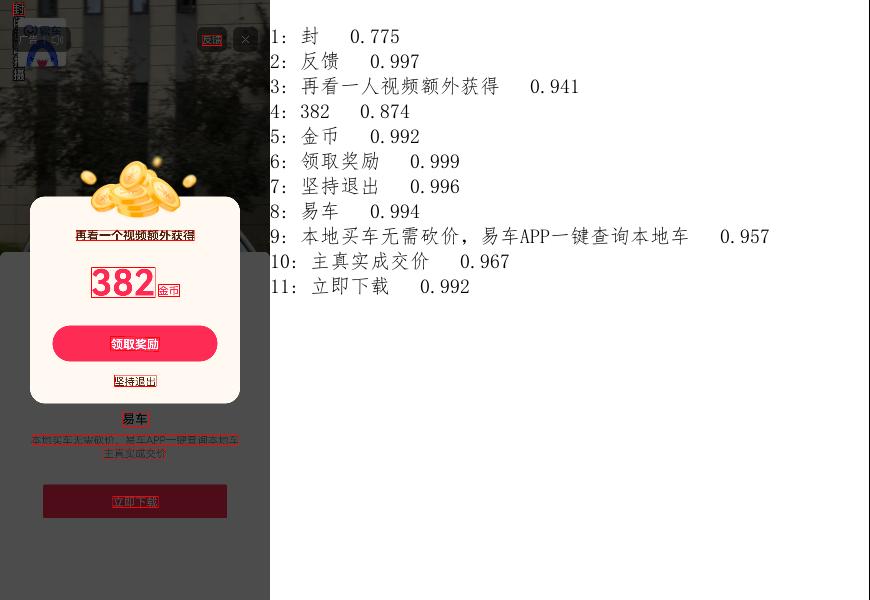 封
广告
反馈
再看一个视频额外获得
382金币
领取奖励
坚持退出
易车
本地买车无需砍价，易车APP一键查询本地车
主真实成交价
立即下载
1: 封 0.775
2: 反馈 0.997
3: 再看一人视频额外获得 0.941
4: 382 0.874
5: 金币 0.992
6: 领取奖励 0.999
7: 坚持退出 0.996
8: 易车 0.994
9: 本地买车无需砍价，易车APP一键查询本地车 0.957
10: 主真实成交价 0.967
11: 立即下载 0.992